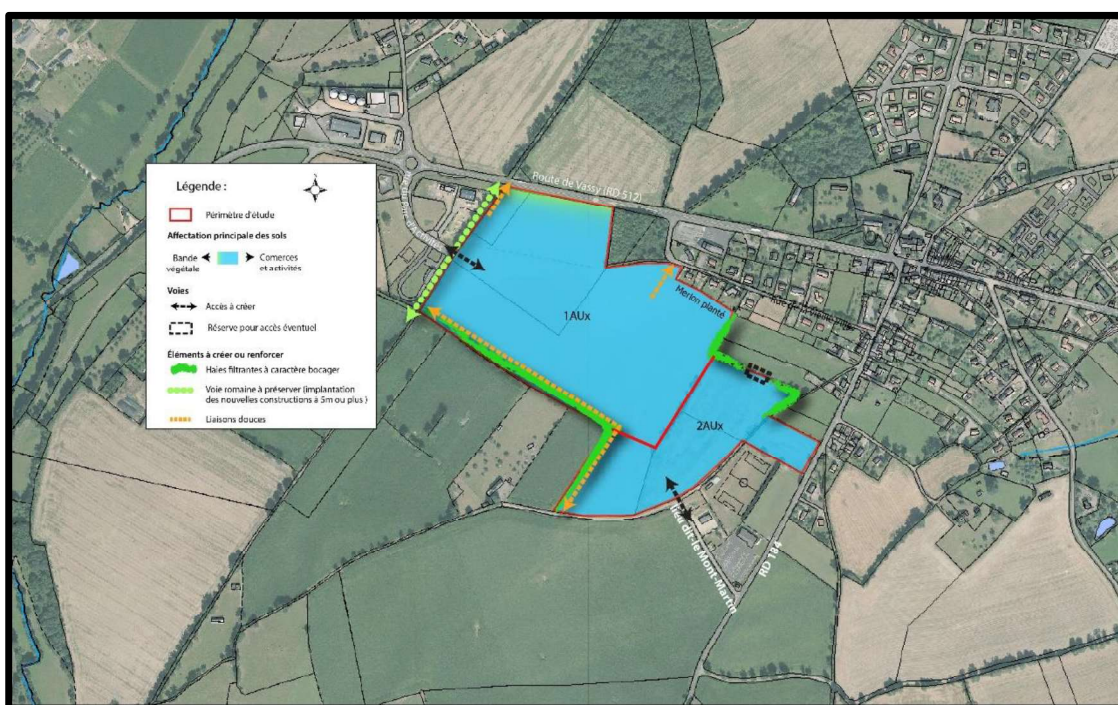 Légende :
Périmètre d'étude
Affectation principale des sols
Bande végétale
Comerces et activités
Voies
Accès à créer
Réserve pour accès éventuel
Éléments à créer ou renforcer
Haies filtrantes à caractère bocager
Voie romaine à préserver (implantation
des nouvelles constructions à 5m ou plus )
Liaisons douces
Route de Vassy (RD 512)
1AUx
Merlon planté
2AUx
lieu dit-le Mont-Martin
RD 184